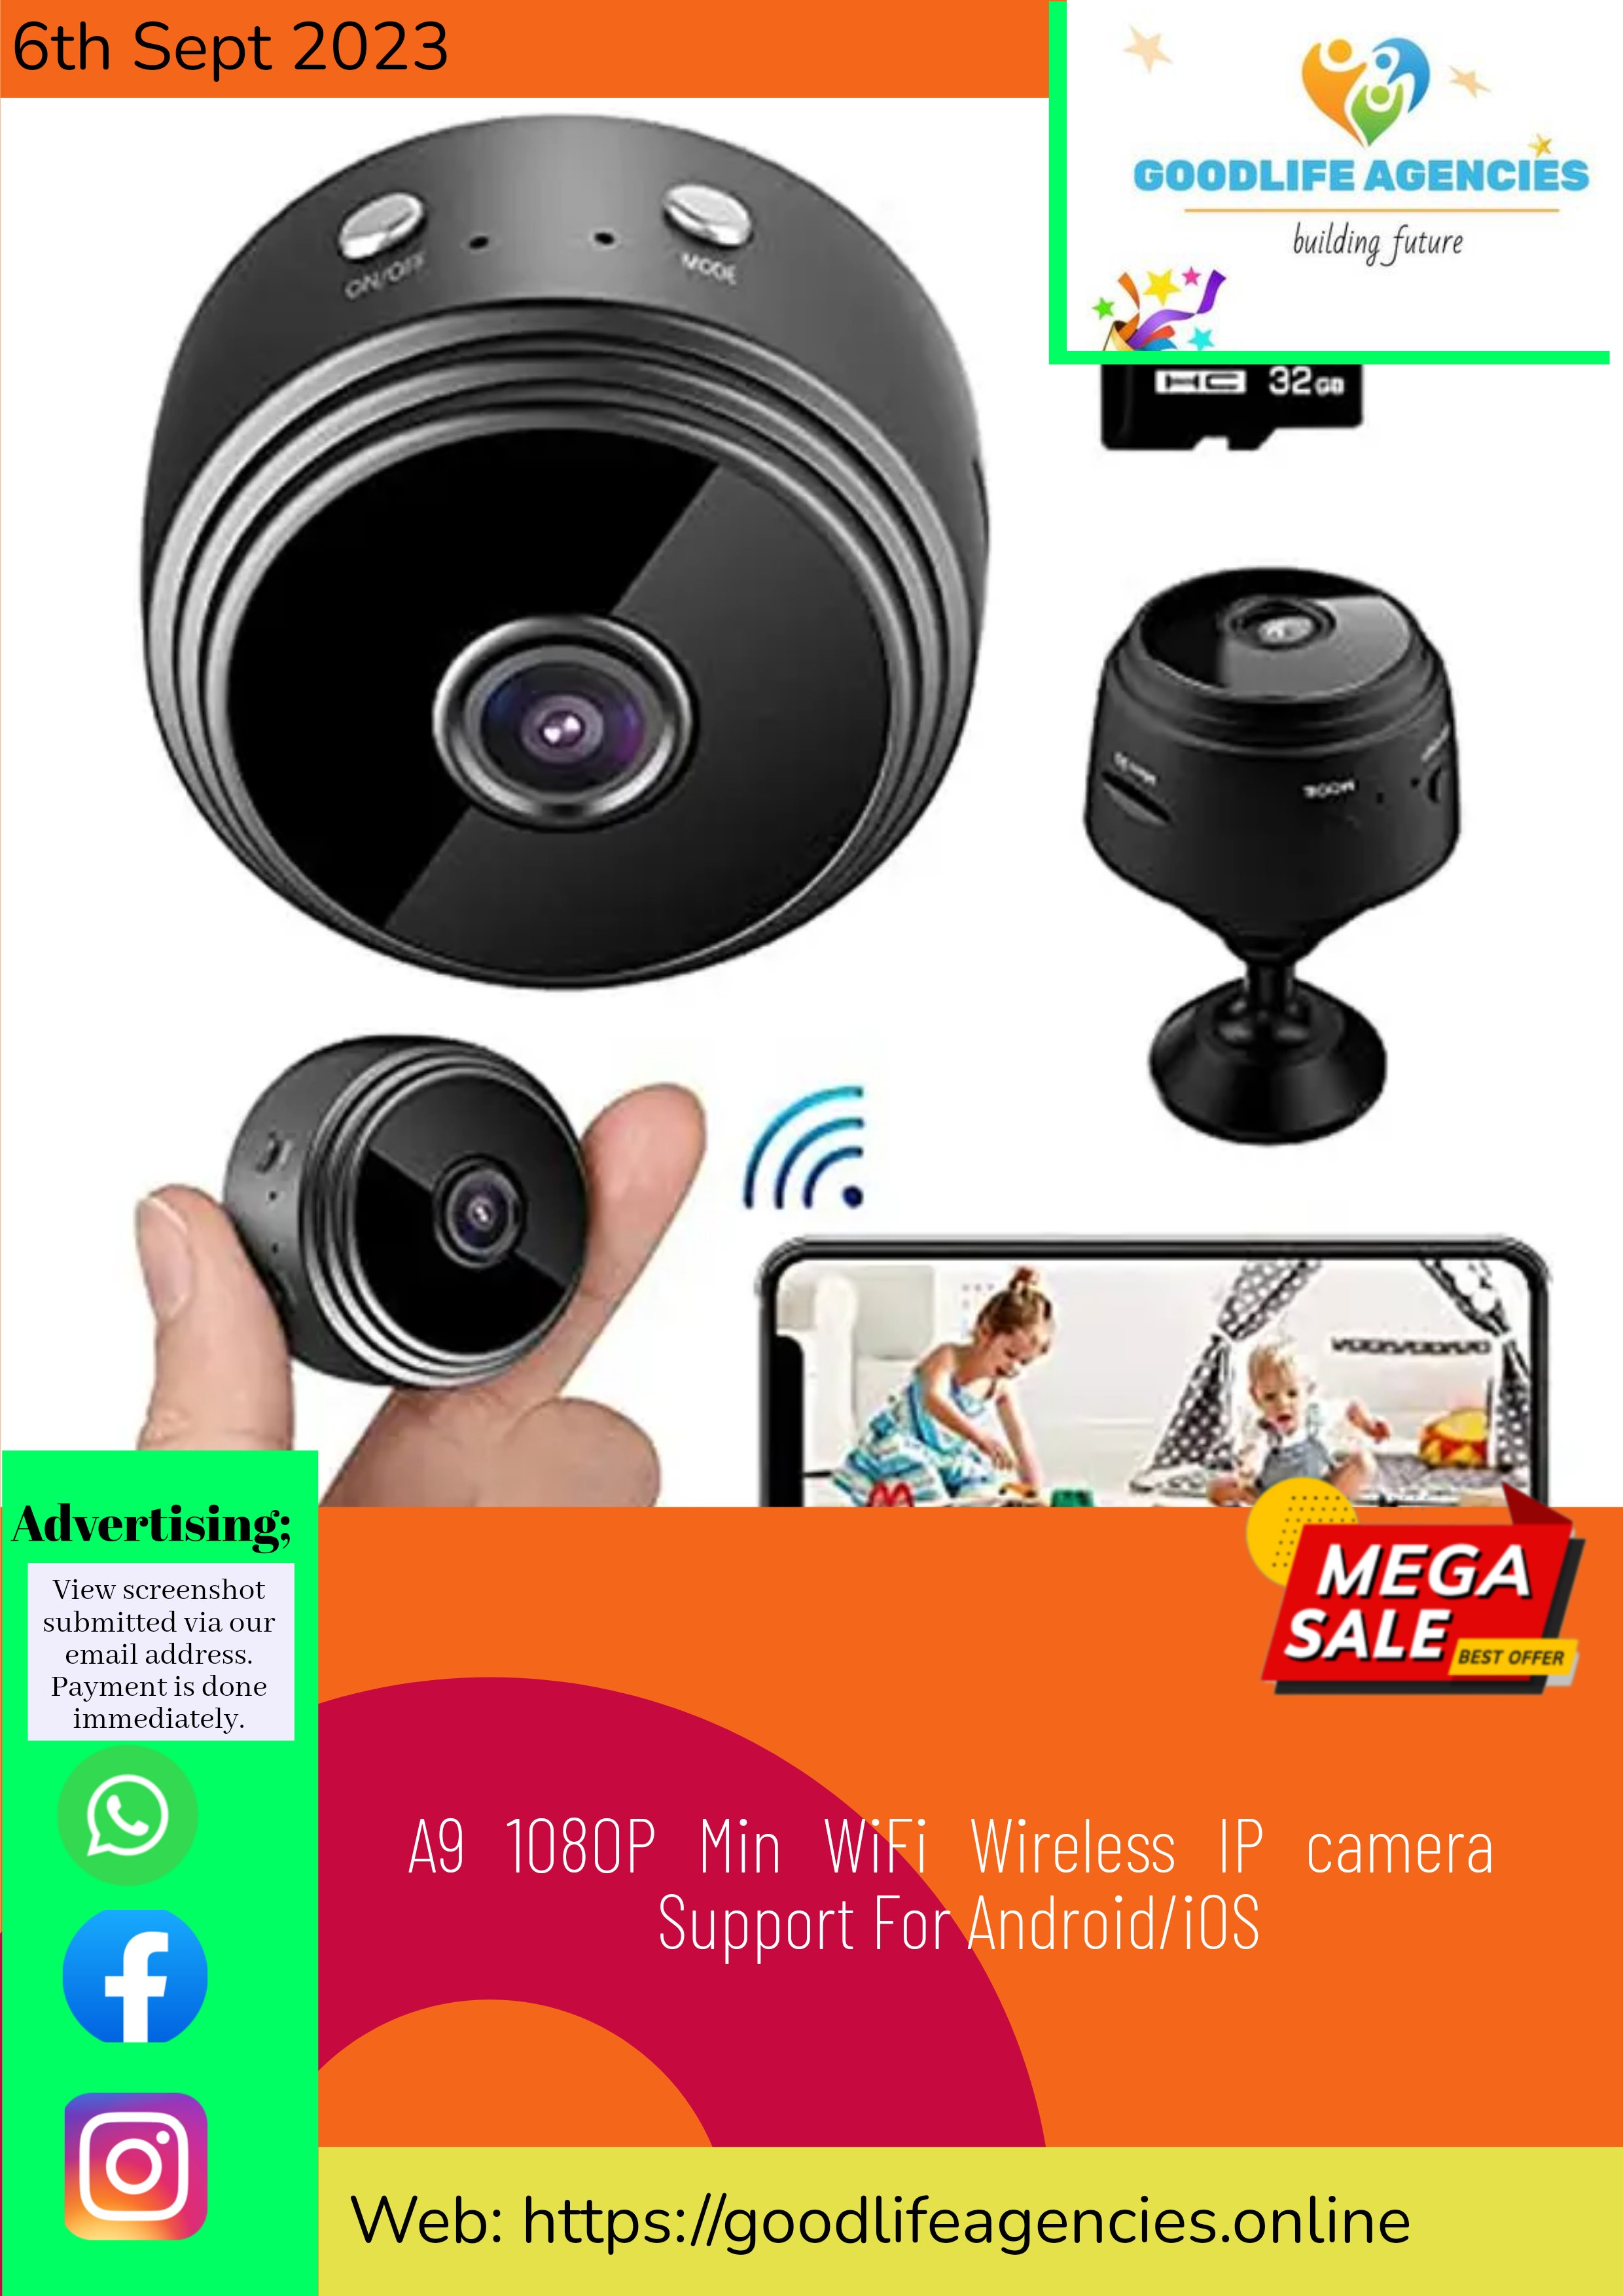 6th Sept 2023
GOODLIFE AGENCIES
building future
ON/OFF
MODE
HC 32GB
MODE
Advertising;
View screenshot
submitted via our
email address.
Payment is done
immediately.
MEGA
SALE
BEST OFFER
A9 1080P Min WiFi Wireless IP camera
Support For Android/iOS
Web: https://goodlifeagencies.online